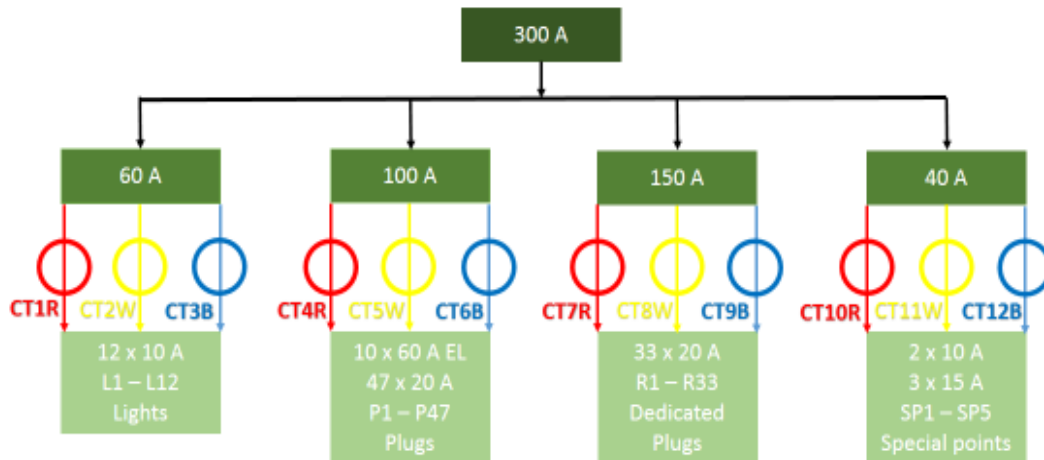 300 A
60 A
100 A
150 A
40 A
CT1R
CT2W
CT3B
CT4R
CT5W
CT6B
CT7R
CT8W
CT9B
CT10R
CT11W
CT12B
12 x 10 A
L1 – L12
Lights
10 x 60 A EL
47 x 20 A
P1 – P47
Plugs
33 x 20 A
R1 – R33
Dedicated
Plugs
2 x 10 A
3 x 15 A
SP1 – SP5
Special points